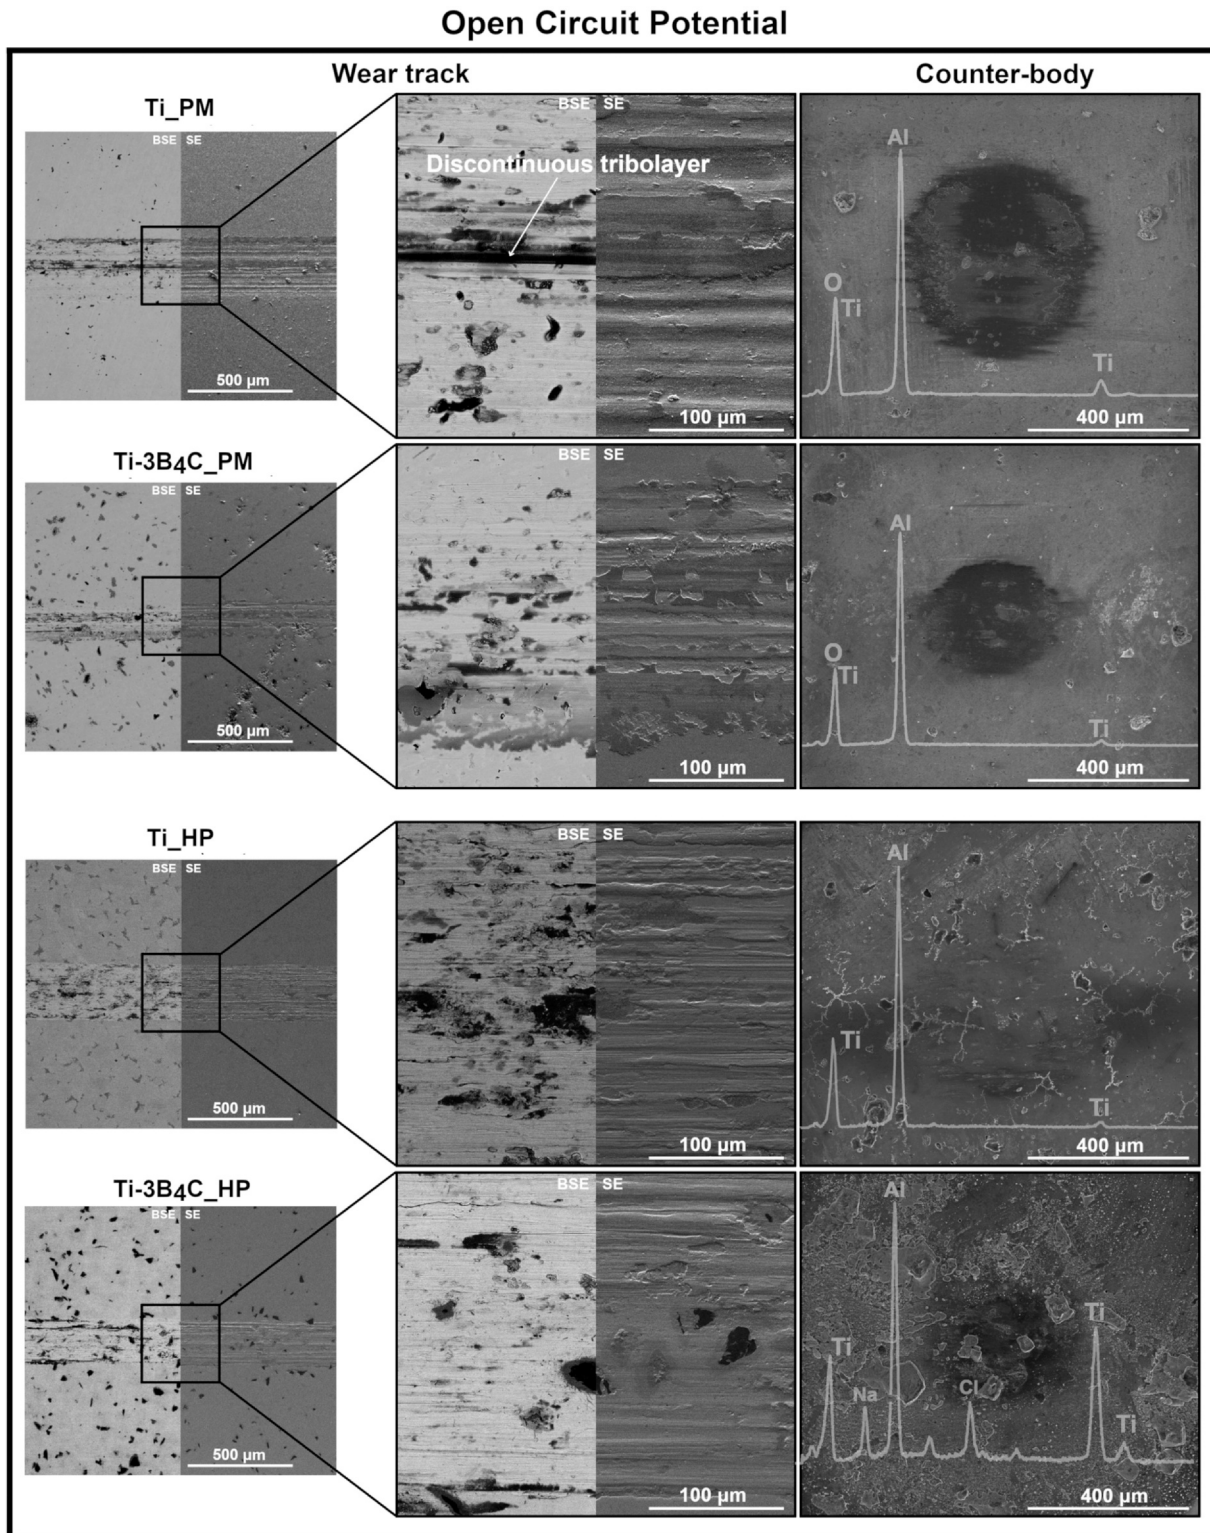 Open Circuit Potential
Wear track
Counter-body
Ti_PM
BSE SE
500 µm
BSE SE
Discontinuous tribolayer
100 µm
Al
O
Ti
Ti
400 µm
Ti-3B4C_PM
BSE SE
500 µm
BSE SE
100 µm
Al
O
Ti
Ti
400 µm
Ti_HP
BSE SE
500 µm
BSE SE
100 µm
Al
Ti
Ti
400 µm
Ti-3B4C_HP
BSE SE
500 µm
BSE SE
100 µm
Al
Ti
Na
Cl
Ti
Ti
400 µm